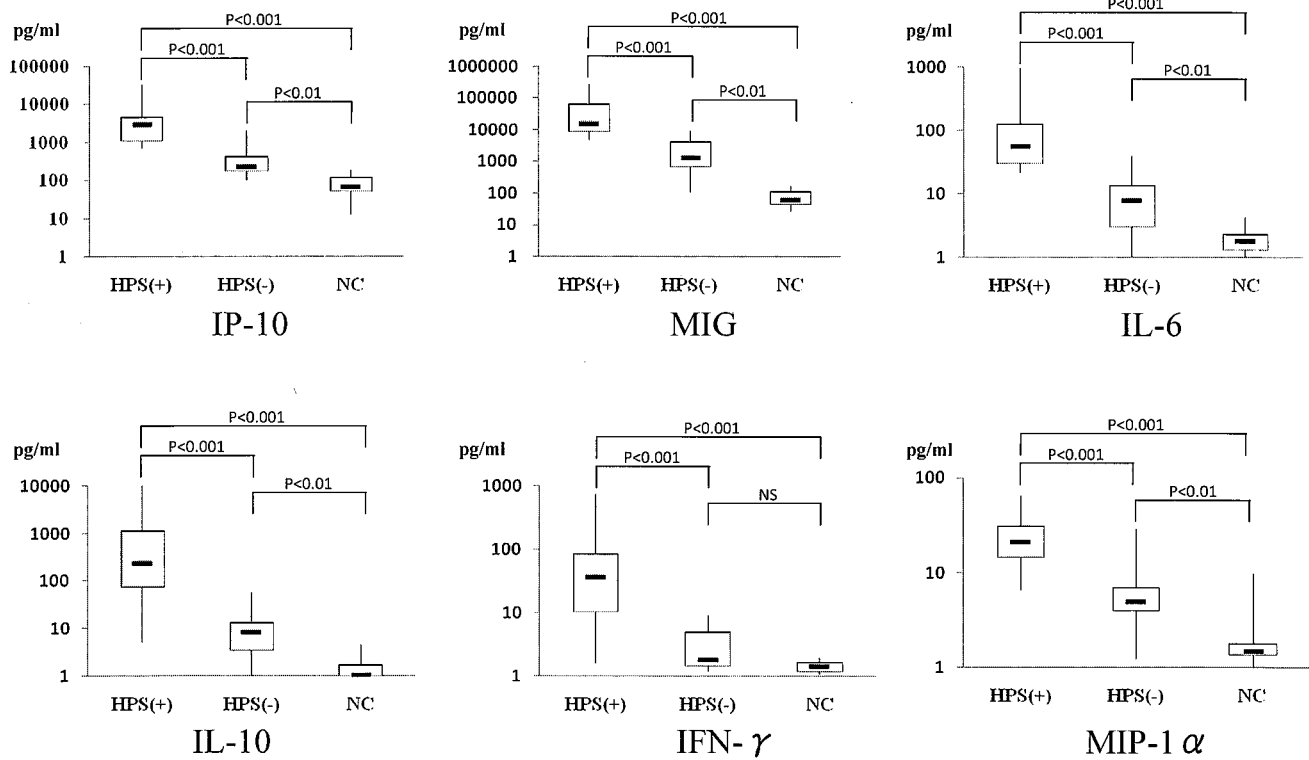 P<0.001
P<0.001
P<0.001
pg/ml
pg/ml
pg/ml
P<0.001
P<0.001
P<0.001
P<0.01
P<0.01
P<0.01
100000
10000
1000
100
10
1
1000000
100000
10000
1000
100
10
1
1000
100
10
1
HPS(+) HPS(-) NC
HPS(+) HPS(-) NC
HPS(+) HPS(-) NC
IP-10
MIG
IL-6
P<0.001
P<0.001
P<0.001
pg/ml
pg/ml
pg/ml
P<0.001
P<0.001
P<0.001
P<0.01
NS
P<0.01
10000
1000
100
10
1
1000
100
10
1
100
10
1
HPS(+) HPS(-) NC
HPS(+) HPS(-) NC
HPS(+) HPS(-) NC
IL-10
IFN-γ
MIP-1α